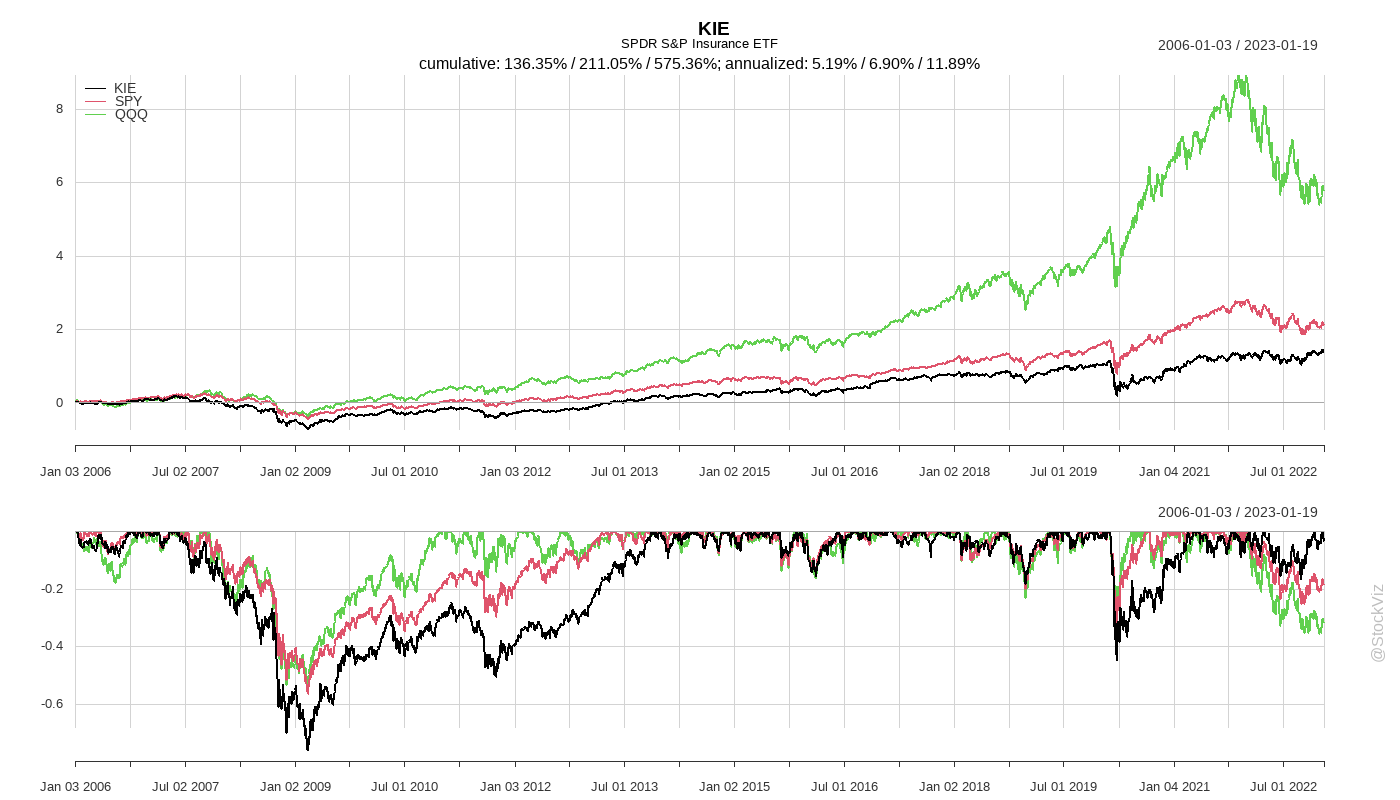 KIE
SPDR S&P Insurance ETF
2006-01-03 / 2023-01-19
cumulative: 136.35% / 211.05% / 575.36%; annualized: 5.19% / 6.90% / 11.89%
KIE
SPY
QQQ
8
6
4
2
0
Jan 03 2006 Jul 02 2007 Jan 02 2009 Jul 01 2010 Jan 03 2012 Jul 01 2013 Jan 02 2015 Jul 01 2016 Jan 02 2018 Jul 01 2019 Jan 04 2021 Jul 01 2022
2006-01-03 / 2023-01-19
-0.2
-0.4
-0.6
Jan 03 2006 Jul 02 2007 Jan 02 2009 Jul 01 2010 Jan 03 2012 Jul 01 2013 Jan 02 2015 Jul 01 2016 Jan 02 2018 Jul 01 2019 Jan 04 2021 Jul 01 2022
@StockViz